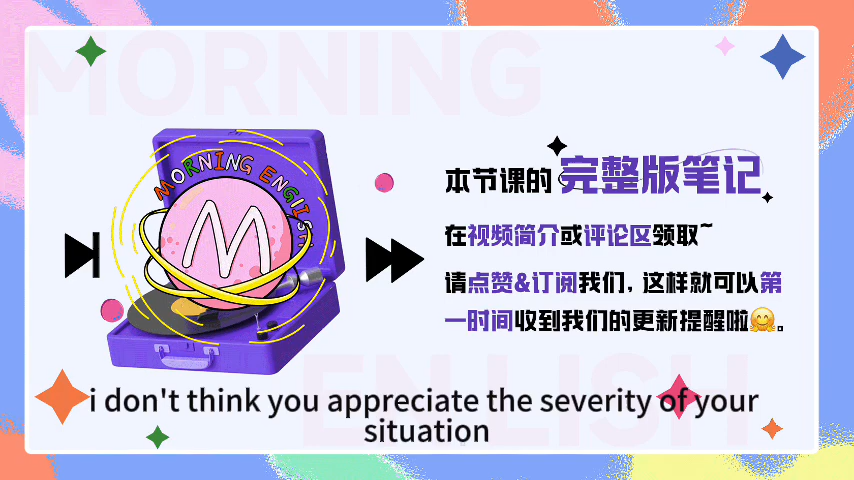 MORNING
MORNING ENGLISH
M
本节课的 完整版笔记
在视频简介或评论区领取~
请点赞&订阅我们, 这样就可以第
一时间收到我们的更新提醒啦🤗。
EN LISH
i don't think you appreciate the severity of your
situation